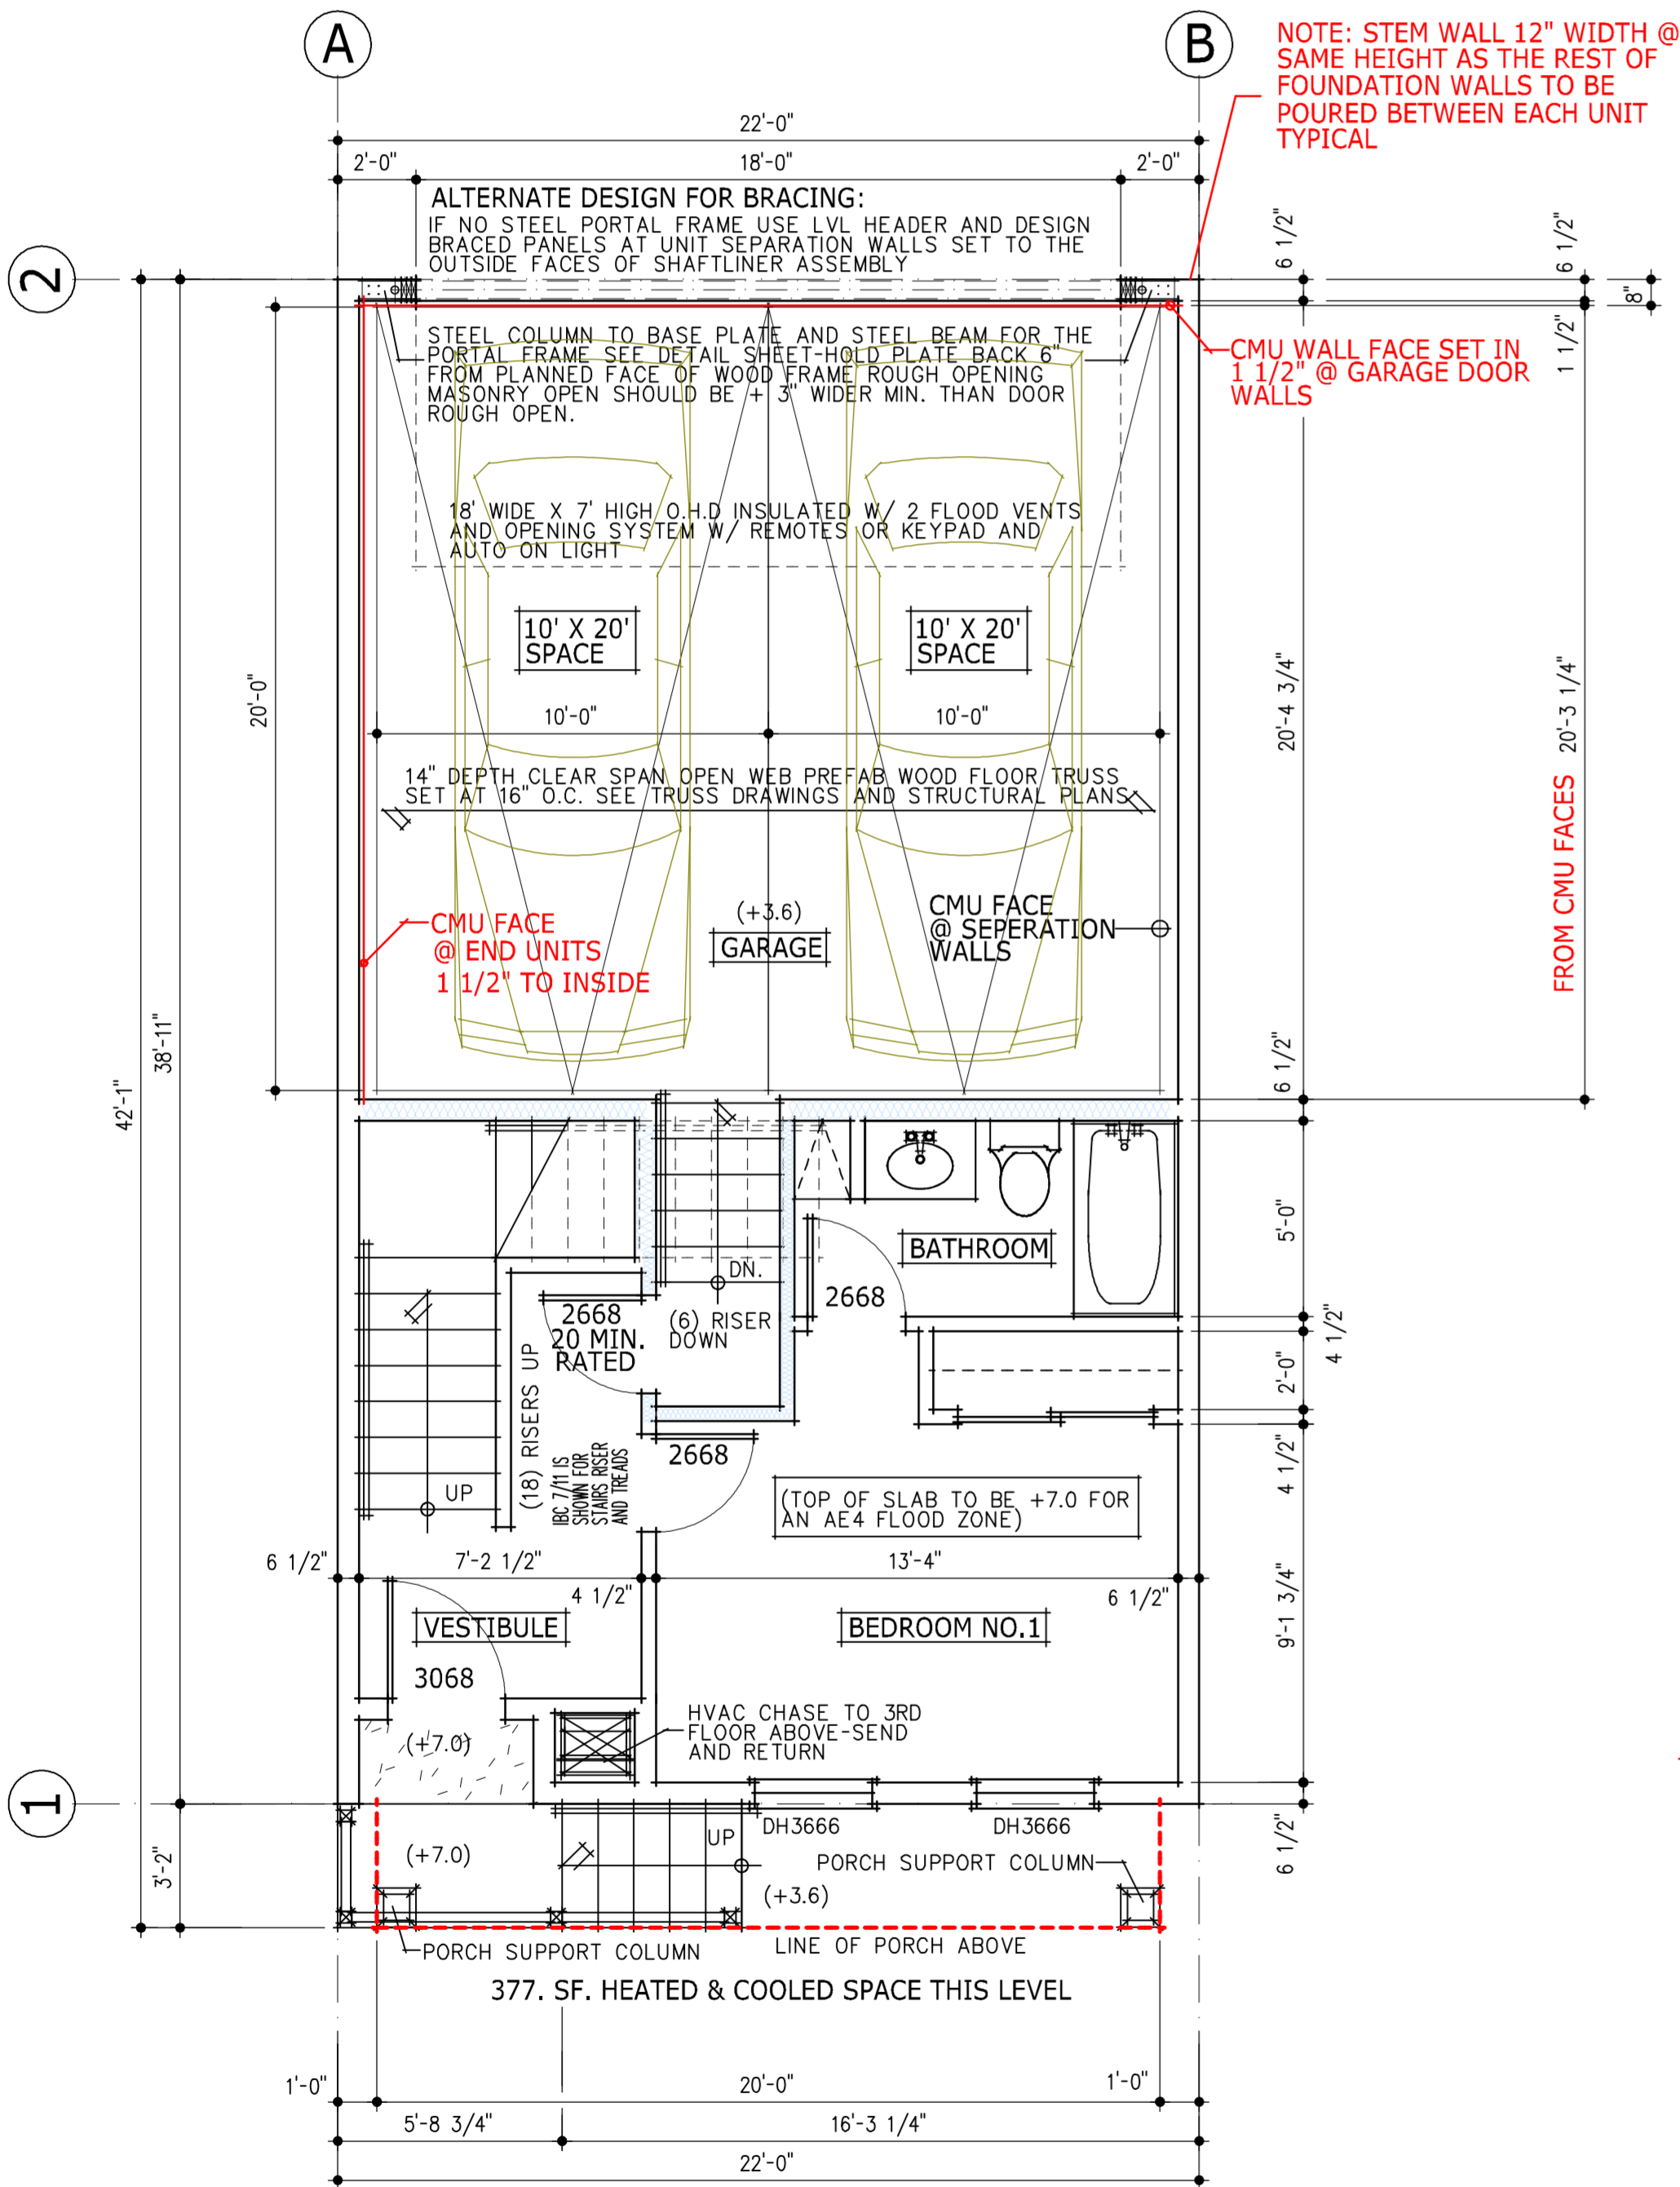 A
B
NOTE: STEM WALL 12" WIDTH @
SAME HEIGHT AS THE REST OF
FOUNDATION WALLS TO BE
POURED BETWEEN EACH UNIT
TYPICAL
22'-0"
2'-0"
18'-0"
2'-0"
ALTERNATE DESIGN FOR BRACING:
IF NO STEEL PORTAL FRAME USE LVL HEADER AND DESIGN
BRACED PANELS AT UNIT SEPARATION WALLS SET TO THE
OUTSIDE FACES OF SHAFTLINER ASSEMBLY
6 1/2"
6 1/2"
8"
1 1/2"
2
STEEL COLUMN TO BASE PLATE AND STEEL BEAM FOR THE
PORTAL FRAME SEE DETAIL SHEET-HOLD PLATE BACK 6"
FROM PLANNED FACE OF WOOD FRAME ROUGH OPENING
MASONRY OPEN SHOULD BE + 3" WIDER MIN. THAN DOOR
ROUGH OPEN.
CMU WALL FACE SET IN
1 1/2" @ GARAGE DOOR
WALLS
18' WIDE X 7' HIGH O.H.D INSULATED W/ 2 FLOOD VENTS
AND OPENING SYSTEM W/ REMOTES OR KEYPAD AND
AUTO ON LIGHT
10' X 20'
SPACE
10' X 20'
SPACE
20'-0"
10'-0"
10'-0"
20'-4 3/4"
20'-3 1/4"
FROM CMU FACES
14" DEPTH CLEAR SPAN OPEN WEB PREFAB WOOD FLOOR TRUSS
SET AT 16" O.C. SEE TRUSS DRAWINGS AND STRUCTURAL PLANS
CMU FACE
@ END UNITS
1 1/2" TO INSIDE
(+3.6)
GARAGE
CMU FACE
@ SEPERATION
WALLS
42'-1"
38'-11"
6 1/2"
5'-0"
4 1/2"
2'-0"
4 1/2"
9'-1 3/4"
BATHROOM
2668
DN.
(6) RISER
DOWN
2668
20 MIN.
RATED
2668
(18) RISERS UP
IBC 7/11 IS
SHOWN FOR
STAIRS RISER
AND TREADS
UP
(TOP OF SLAB TO BE +7.0 FOR
AN AE4 FLOOD ZONE)
6 1/2"
7'-2 1/2"
4 1/2"
13'-4"
6 1/2"
VESTIBULE
BEDROOM NO.1
3068
HVAC CHASE TO 3RD
FLOOR ABOVE-SEND
AND RETURN
(+7.0)
1
DH3666
DH3666
UP
(+7.0)
PORCH SUPPORT COLUMN
(+3.6)
6 1/2"
3'-2"
PORCH SUPPORT COLUMN
LINE OF PORCH ABOVE
377. SF. HEATED & COOLED SPACE THIS LEVEL
1'-0"
20'-0"
1'-0"
5'-8 3/4"
16'-3 1/4"
22'-0"